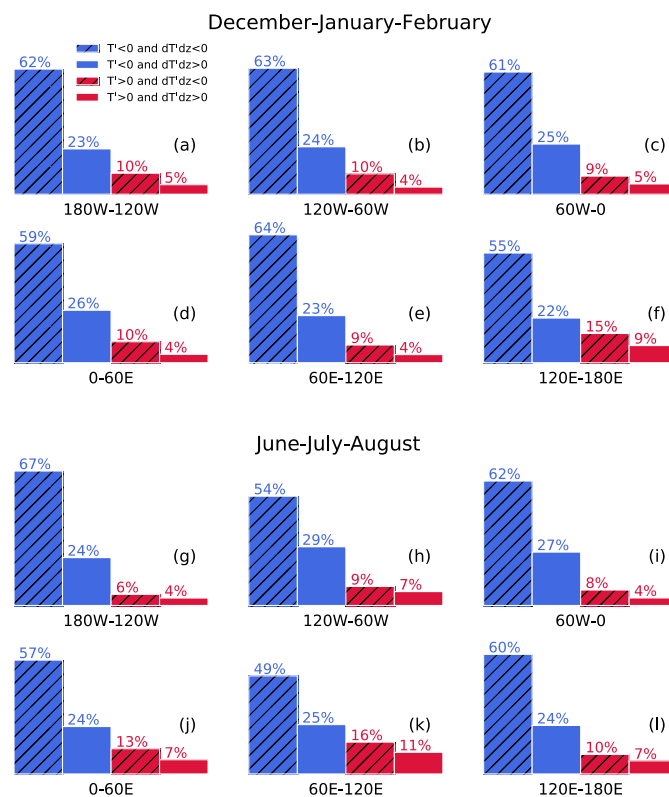 December-January-February
T'<0 and dT'dz<0
T'<0 and dT'dz>0
T'>0 and dT'dz<0
T'>0 and dT'dz>0
62% 23% 10% 5% (a)
63% 24% 10% 4% (b)
61% 25% 9% 5% (c)
180W-120W 120W-60W 60W-0
59% 26% 10% 4% (d)
64% 23% 9% 4% (e)
55% 22% 15% 9% (f)
0-60E 60E-120E 120E-180E
June-July-August
67% 24% 6% 4% (g)
54% 29% 9% 7% (h)
62% 27% 8% 4% (i)
180W-120W 120W-60W 60W-0
57% 24% 13% 7% (j)
49% 25% 16% 11% (k)
60% 24% 10% 7% (l)
0-60E 60E-120E 120E-180E